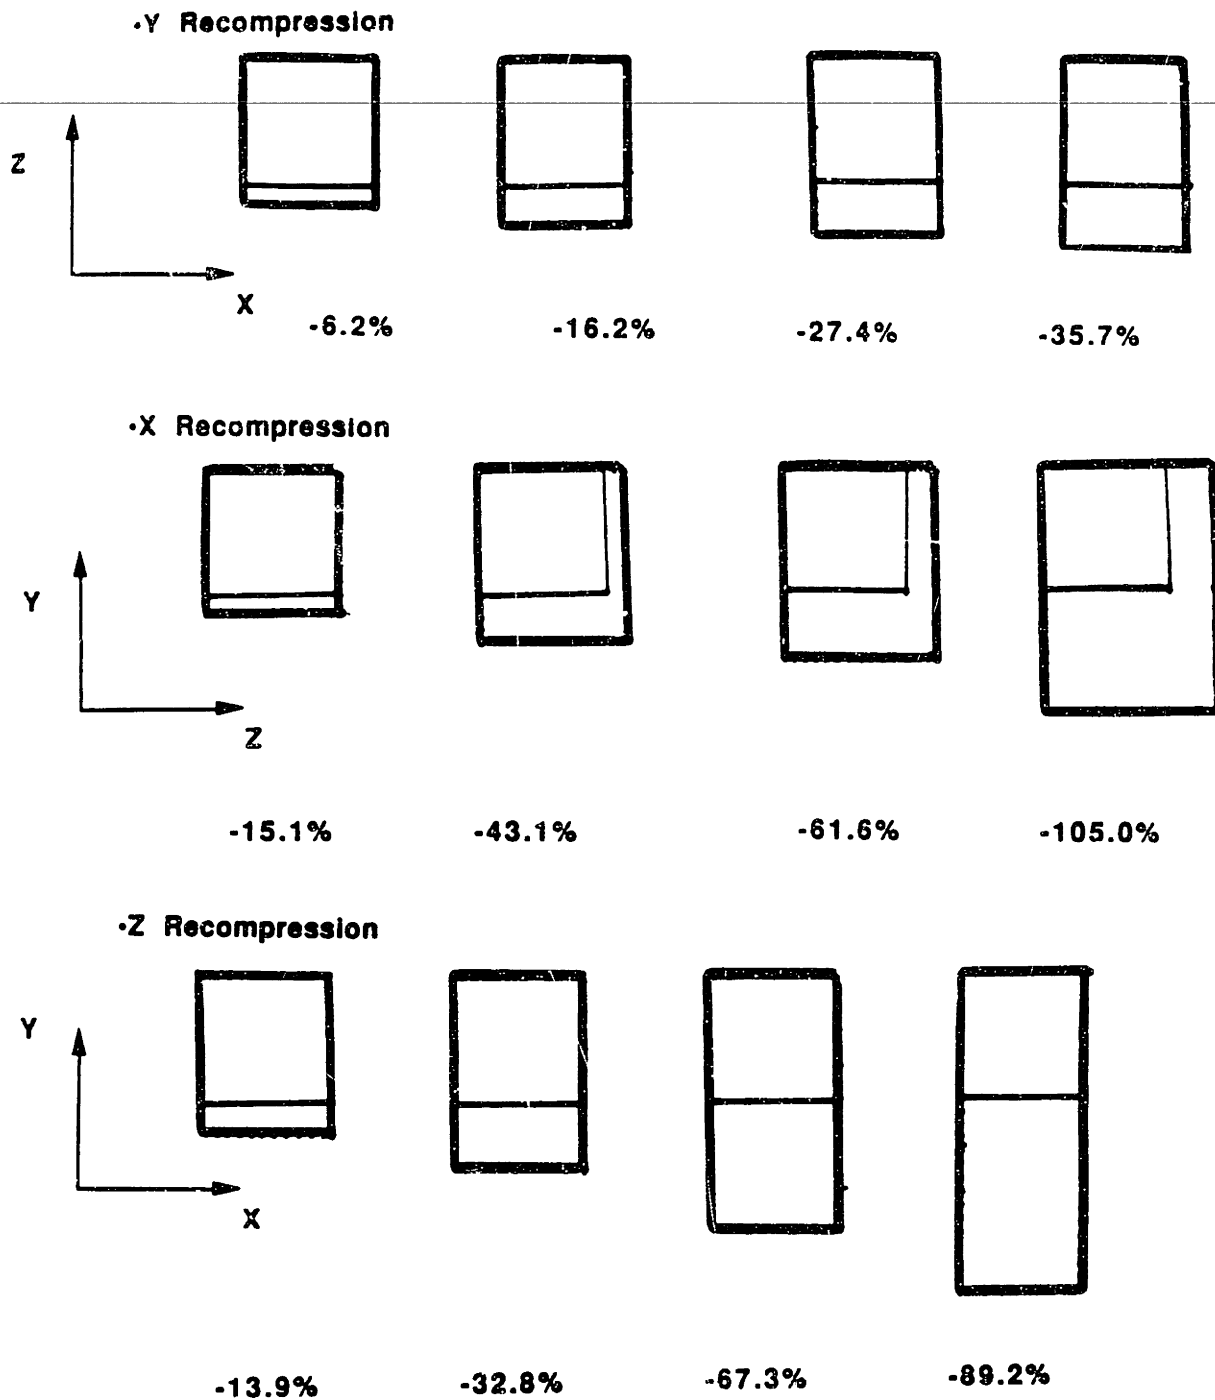 ·Y Recompression
Z
X
-6.2% -16.2% -27.4% -35.7%
·X Recompression
Y
Z
-15.1% -43.1% -61.6% -105.0%
·Z Recompression
Y
X
-13.9% -32.8% -67.3% -89.2%